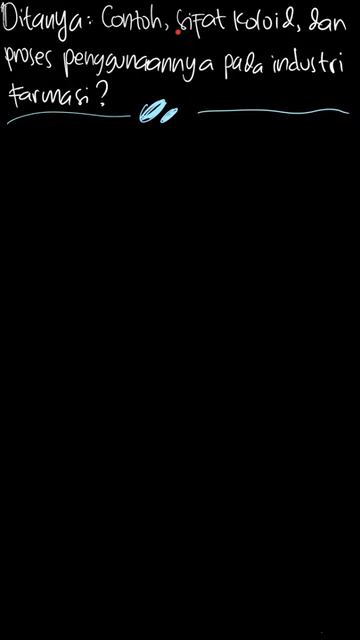 Ditanya: Contoh, sifat koloid, dan
proses penggunaannya pada industri
farmasi?